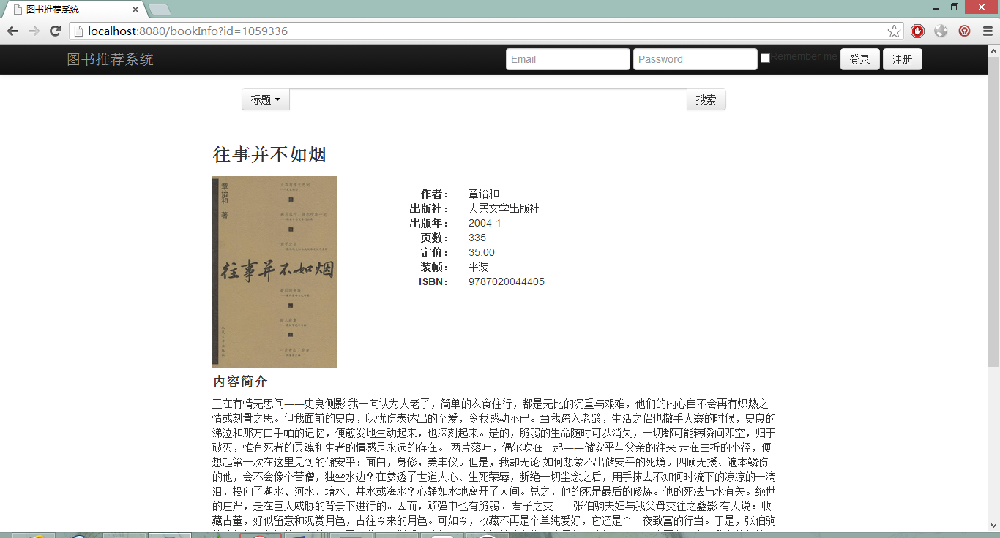 图书推荐系统
localhost:8080/bookInfo?id=1059336
图书推荐系统
Email
Password
Remember me
登录
注册
标题
搜索
往事并不如烟
章诒和 著
往事并不如烟
人民文学出版社
作者： 章诒和
出版社： 人民文学出版社
出版年： 2004-1
页数： 335
定价： 35.00
装帧： 平装
ISBN： 9787020044405
内容简介
正在有情无思间——史良侧影 我一向认为人老了，简单的衣食住行，都是无比的沉重与艰难，他们的内心自不会再有炽热之
情或刻骨之思。但我面前的史良，以忧伤表达出的至爱，令我感动不已。当我跨入老龄，生活之侣也撒手人寰的时候，史良的
涕泣和那方白手帕的记忆，便愈发地生动起来，也深刻起来。是的，脆弱的生命随时可以消失，一切都可能转瞬间即空，归于
破灭，惟有死者的灵魂和生者的情感是永远的存在。 两片落叶，偶尔吹在一起——储安平与父亲的往来 走在曲折的小径，便
想起第一次在这里见到的储安平：面白，身修，美丰仪。但是，我却无论 如何想象不出储安平的死境。四顾无援、遍本鳞伤
的他，会不会像个苦僧，独坐水边？在参透了世道人心、生死荣辱，断绝一切尘念之后，用手抹去不知何时流下的凉凉的一滴
泪，投向了湖水、河水、塘水、井水或海水？心静如水地离开了人间。总之，他的死是最后的修炼。他的死法与水有关。绝世
的庄严，是在巨大威胁的背景下进行的。因而，顽强中也有脆弱。 君子之交——张伯驹夫妇与我父母交往之叠影 有人说：收
藏古董，好似留意和观赏月色，古往今来的月色。可如今，收藏不再是个单纯爱好，它还是个一夜致富的行当。于是，张伯驹